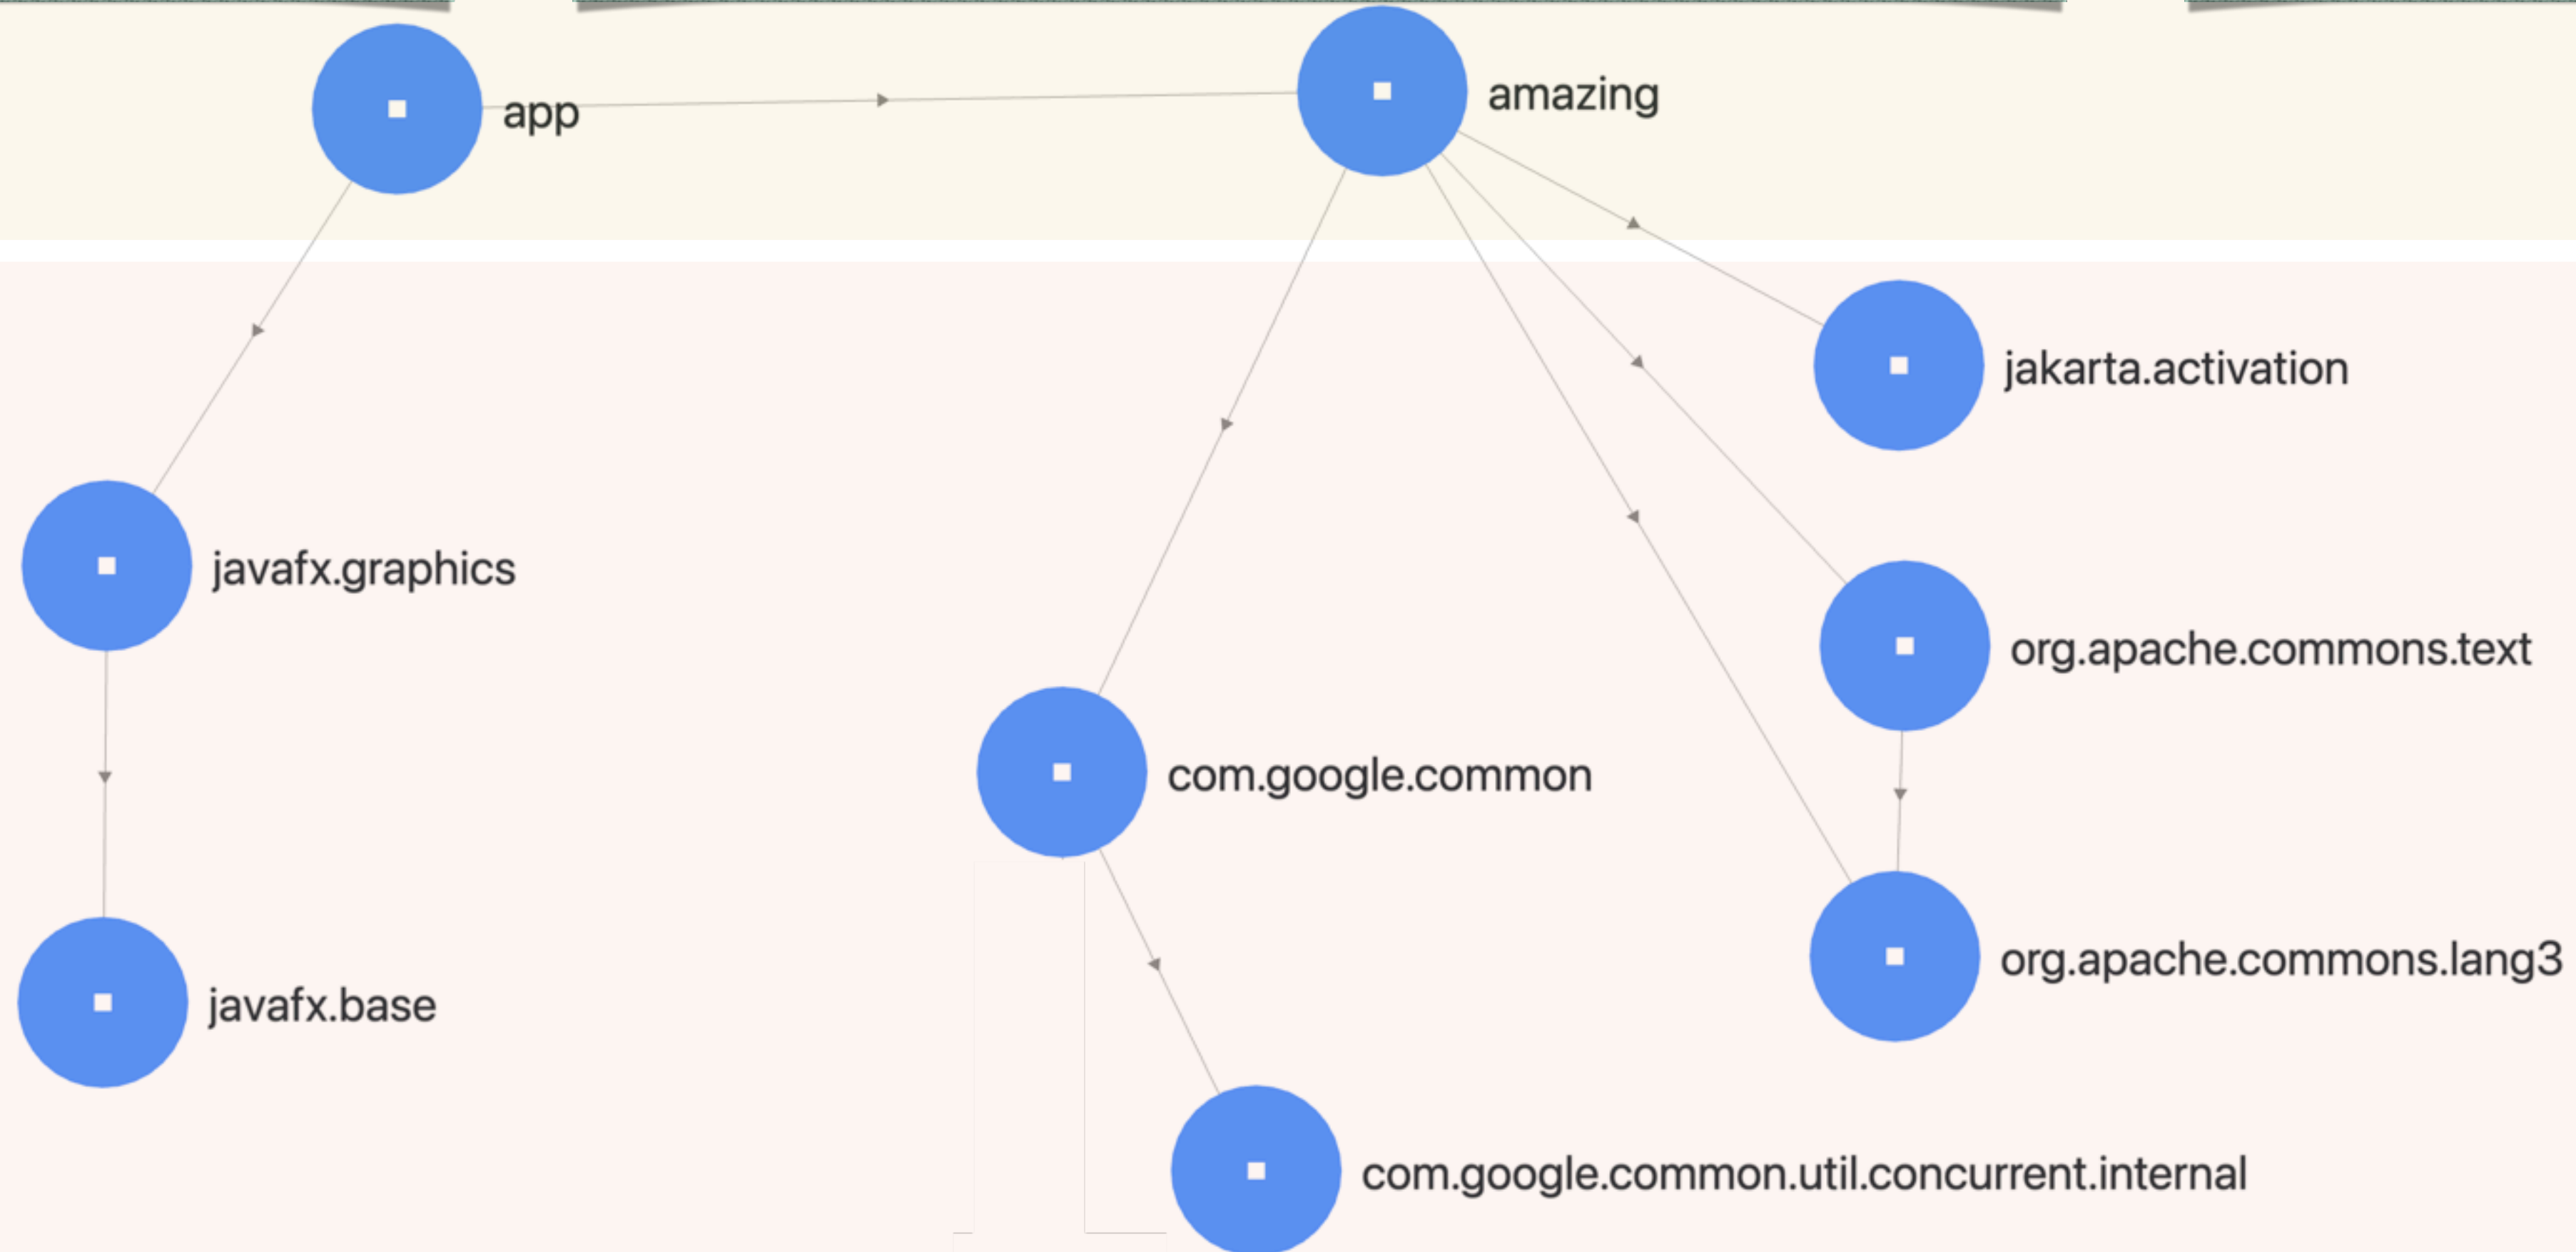 app
amazing
jakarta.activation
javafx.graphics
org.apache.commons.text
com.google.common
org.apache.commons.lang3
javafx.base
com.google.common.util.concurrent.internal